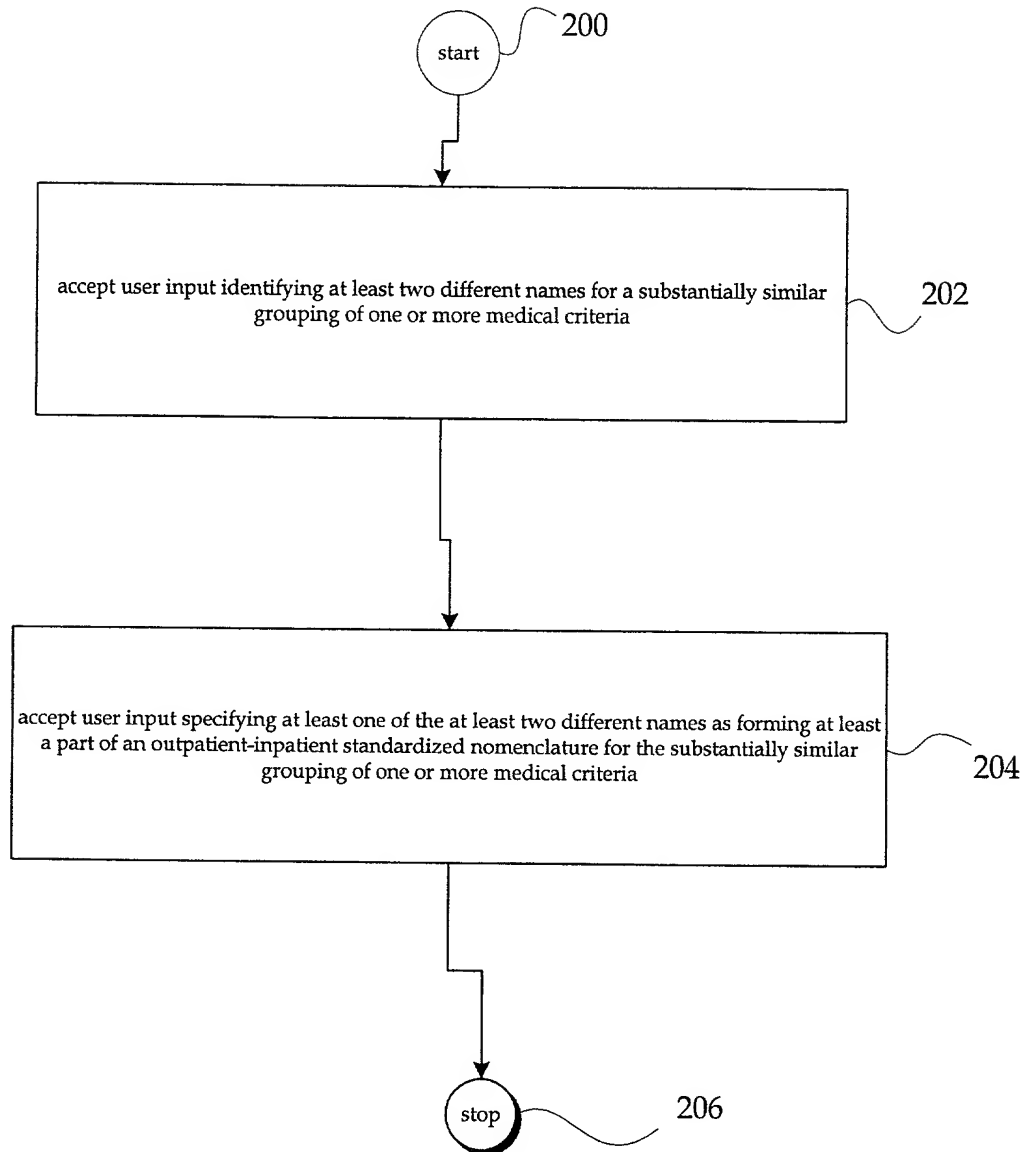 start
200
accept user input identifying at least two different names for a substantially similar
grouping of one or more medical criteria
202
accept user input specifying at least one of the at least two different names as forming at least
a part of an outpatient-inpatient standardized nomenclature for the substantially similar
grouping of one or more medical criteria
204
stop
206